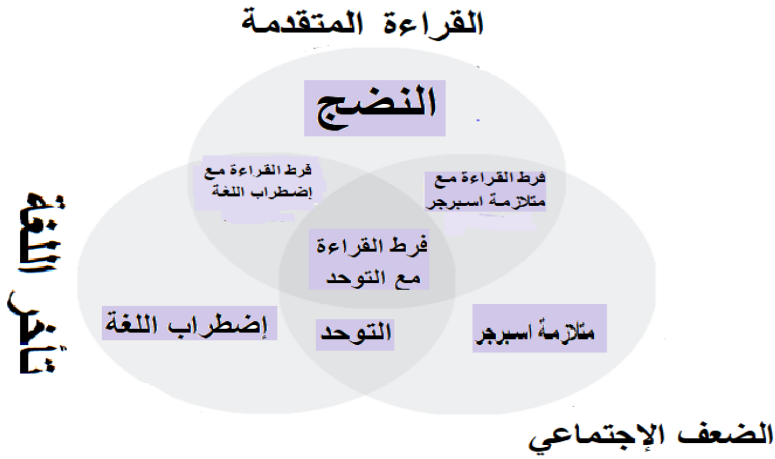 القراءة المتقدمة
النضج
فرط القراءة مع
متلازمة اسبرجر
فرط القراءة مع
إضطراب اللغة
فرط القراءة
مع التوحد
متلازمة اسبرجر
التوحد
إضطراب اللغة
تأخر اللغة
الضعف الإجتماعي